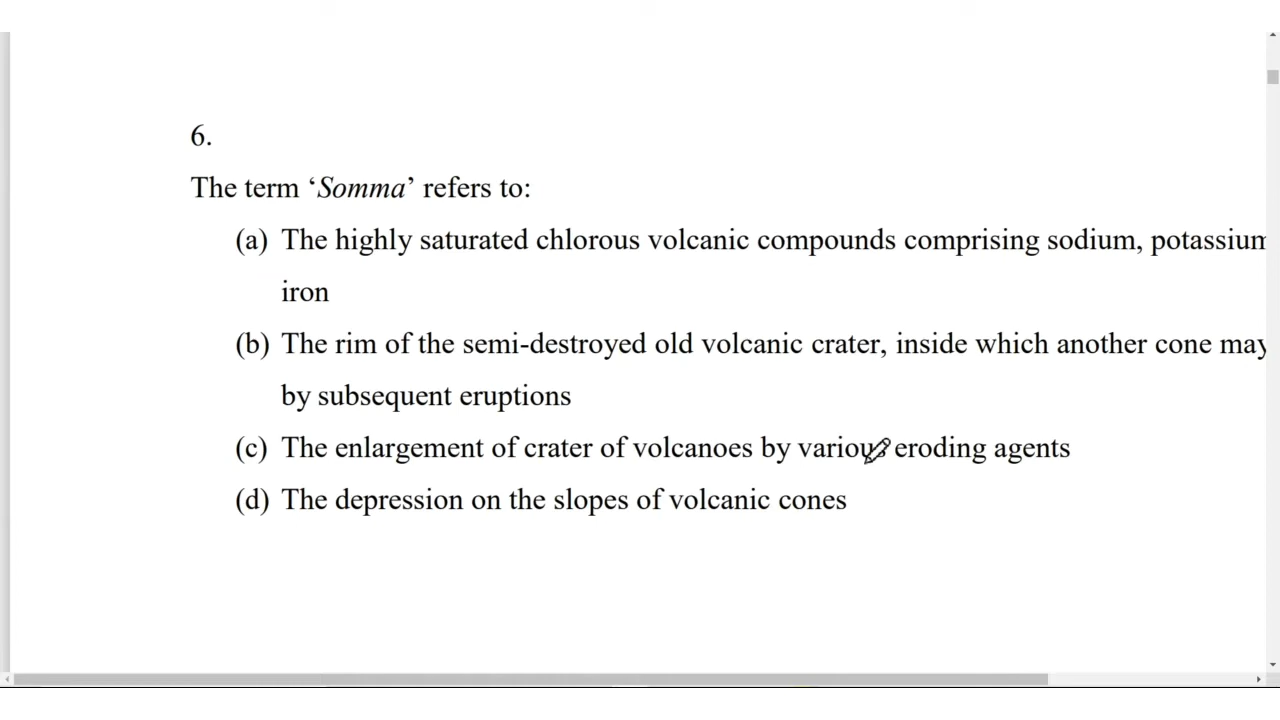 6.
The term ‘Somma’ refers to:
(a) The highly saturated chlorous volcanic compounds comprising sodium, potassium
iron
(b) The rim of the semi-destroyed old volcanic crater, inside which another cone may
by subsequent eruptions
(c) The enlargement of crater of volcanoes by various eroding agents
(d) The depression on the slopes of volcanic cones